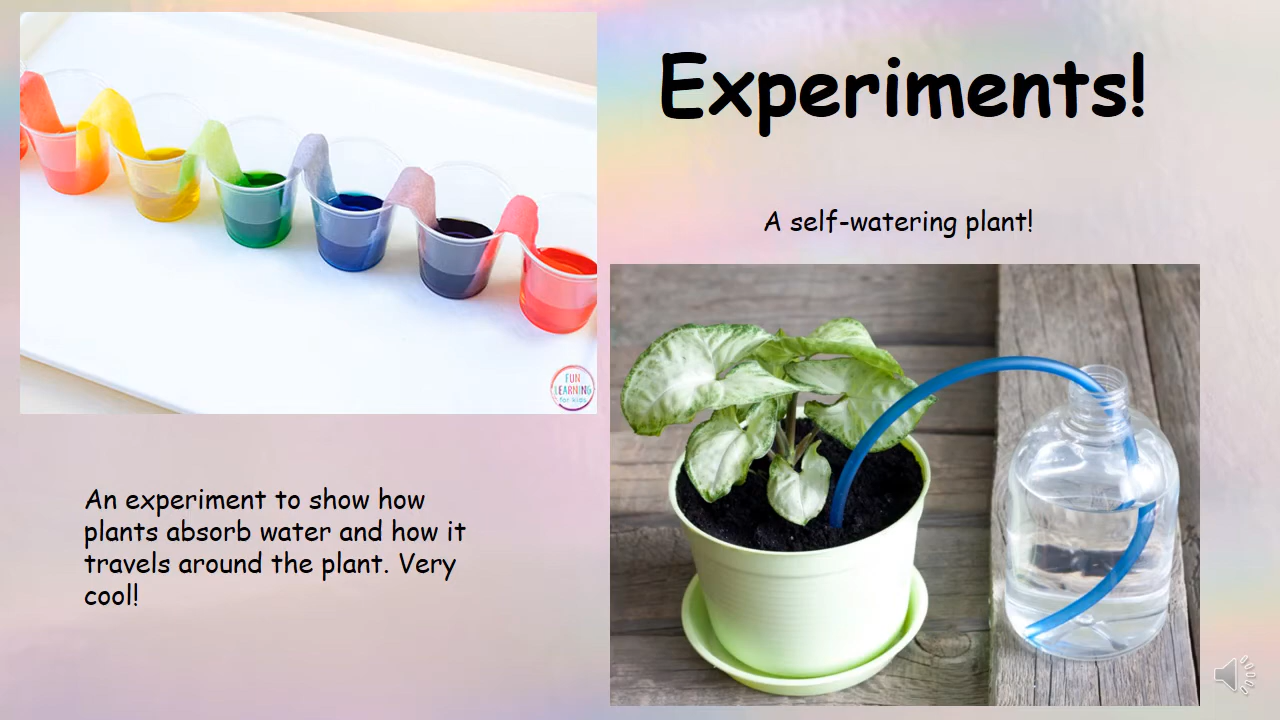 Experiments!
A self-watering plant!
FUN
LEARNING
for kids
An experiment to show how
plants absorb water and how it
travels around the plant. Very
cool!